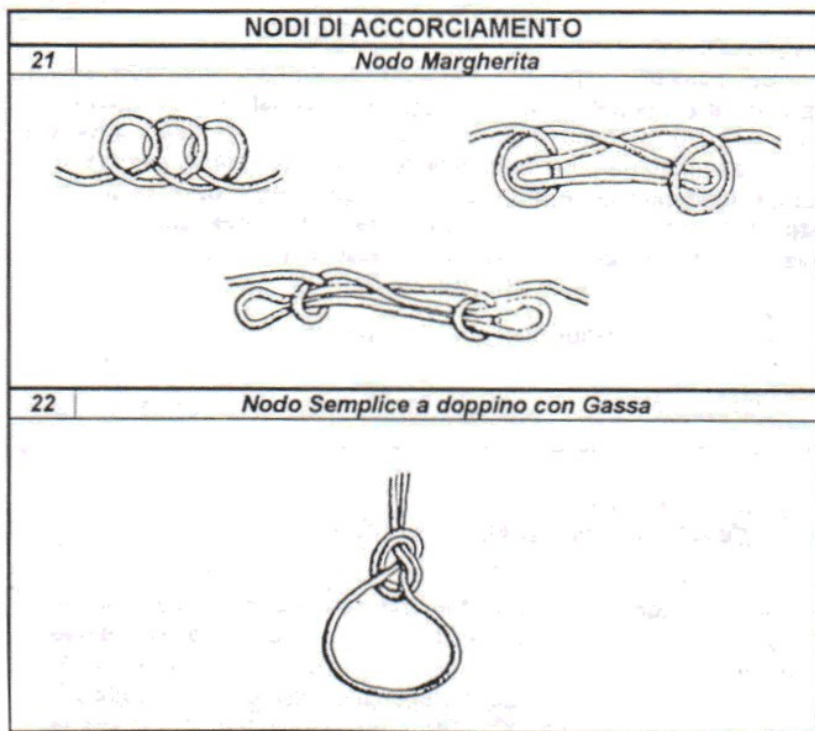 NODI DI ACCORCIAMENTO
21 Nodo Margherita
22 Nodo Semplice a doppino con Gassa